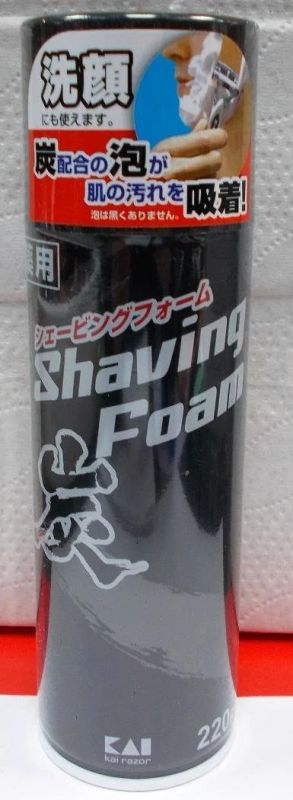 洗顔
にも使えます。
炭配合の泡が
肌の汚れを吸着!
泡は黒くありません。
薬用
シェービングフォーム
Shaving
Foam
炭
KAI
kai razor
220